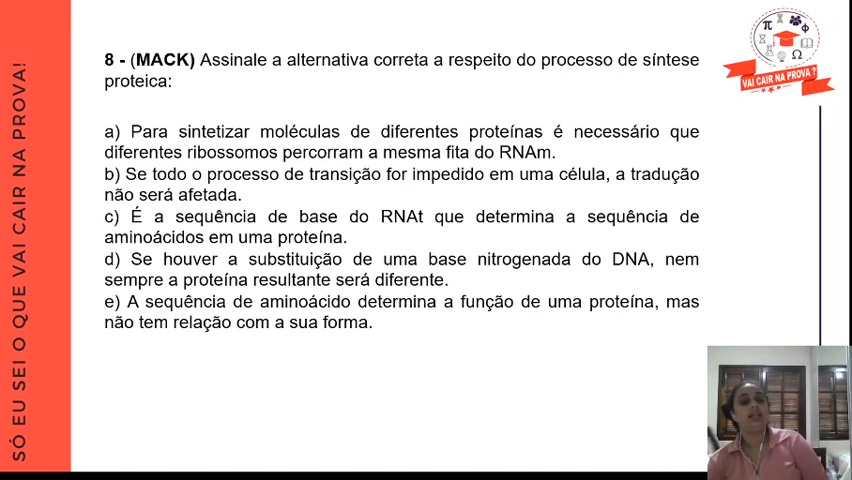 SÓ EU SEI O QUE VAI CAIR NA PROVA!
8 - (MACK) Assinale a alternativa correta a respeito do processo de síntese
proteica:
a) Para sintetizar moléculas de diferentes proteínas é necessário que
diferentes ribossomos percorram a mesma fita do RNAm.
b) Se todo o processo de transição for impedido em uma célula, a tradução
não será afetada.
c) É a sequência de base do RNAt que determina a sequência de
aminoácidos em uma proteína.
d) Se houver a substituição de uma base nitrogenada do DNA, nem
sempre a proteína resultante será diferente.
e) A sequência de aminoácido determina a função de uma proteína, mas
não tem relação com a sua forma.
VAI CAIR NA PROVA ?